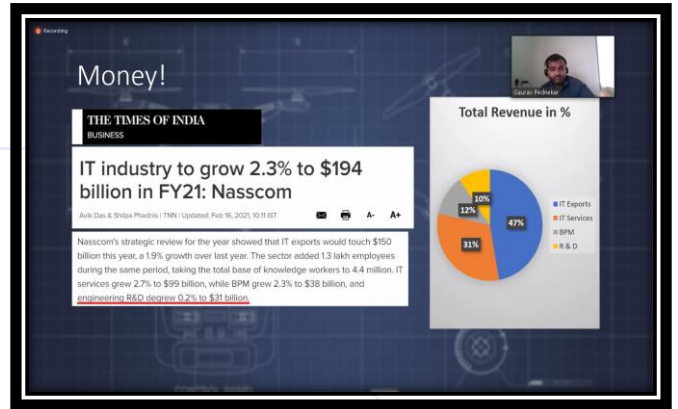 Recording
Money!
Gaurav Pednekar
THE TIMES OF INDIA
BUSINESS
IT industry to grow 2.3% to $194
billion in FY21: Nasscom
Avik Das & Shilpa Phadnis | TNN | Updated: Feb 16, 2021, 10:11 IST
A- A+
Nasscom's strategic review for the year showed that IT exports would touch $150
billion this year, a 1.9% growth over last year. The sector added 1.3 lakh employees
during the same period, taking the total base of knowledge workers to 4.4 million. IT
services grew 2.7% to $99 billion, while BPM grew 2.3% to $38 billion, and
engineering R&D degrew 0.2% to $31 billion.
Total Revenue in %
10%
12%
47%
31%
IT Exports
IT Services
BPM
R & D